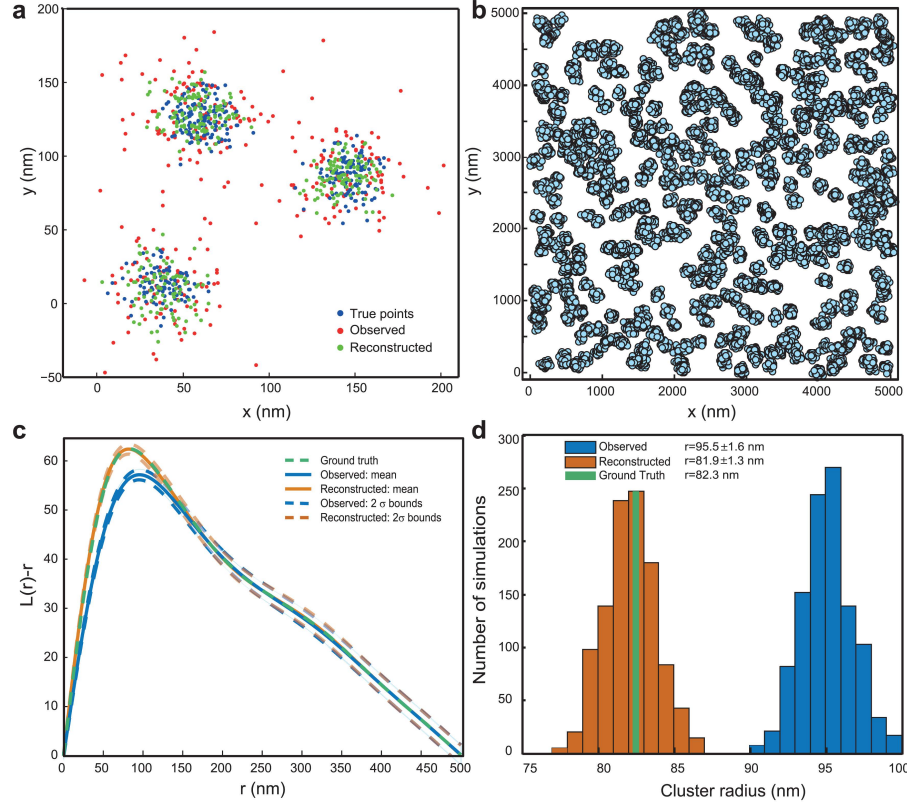 a
200
150
100
50
0
−50
0
50
100
150
200
y (nm)
x (nm)
True points
Observed
Reconstructed
b
5000
4000
3000
2000
1000
0
0
1000
2000
3000
4000
5000
y (nm)
x (nm)
c
60
50
40
30
20
10
0
0
50
100
150
200
250
300
350
400
450
500
L(r)-r
r (nm)
Ground truth
Observed: mean
Reconstructed: mean
Observed: 2 σ bounds
Reconstructed: 2σ bounds
d
300
250
200
150
100
50
0
75
80
85
90
95
100
Number of simulations
Cluster radius (nm)
Observed r=95.5±1.6 nm
Reconstructed r=81.9±1.3 nm
Ground Truth r=82.3 nm